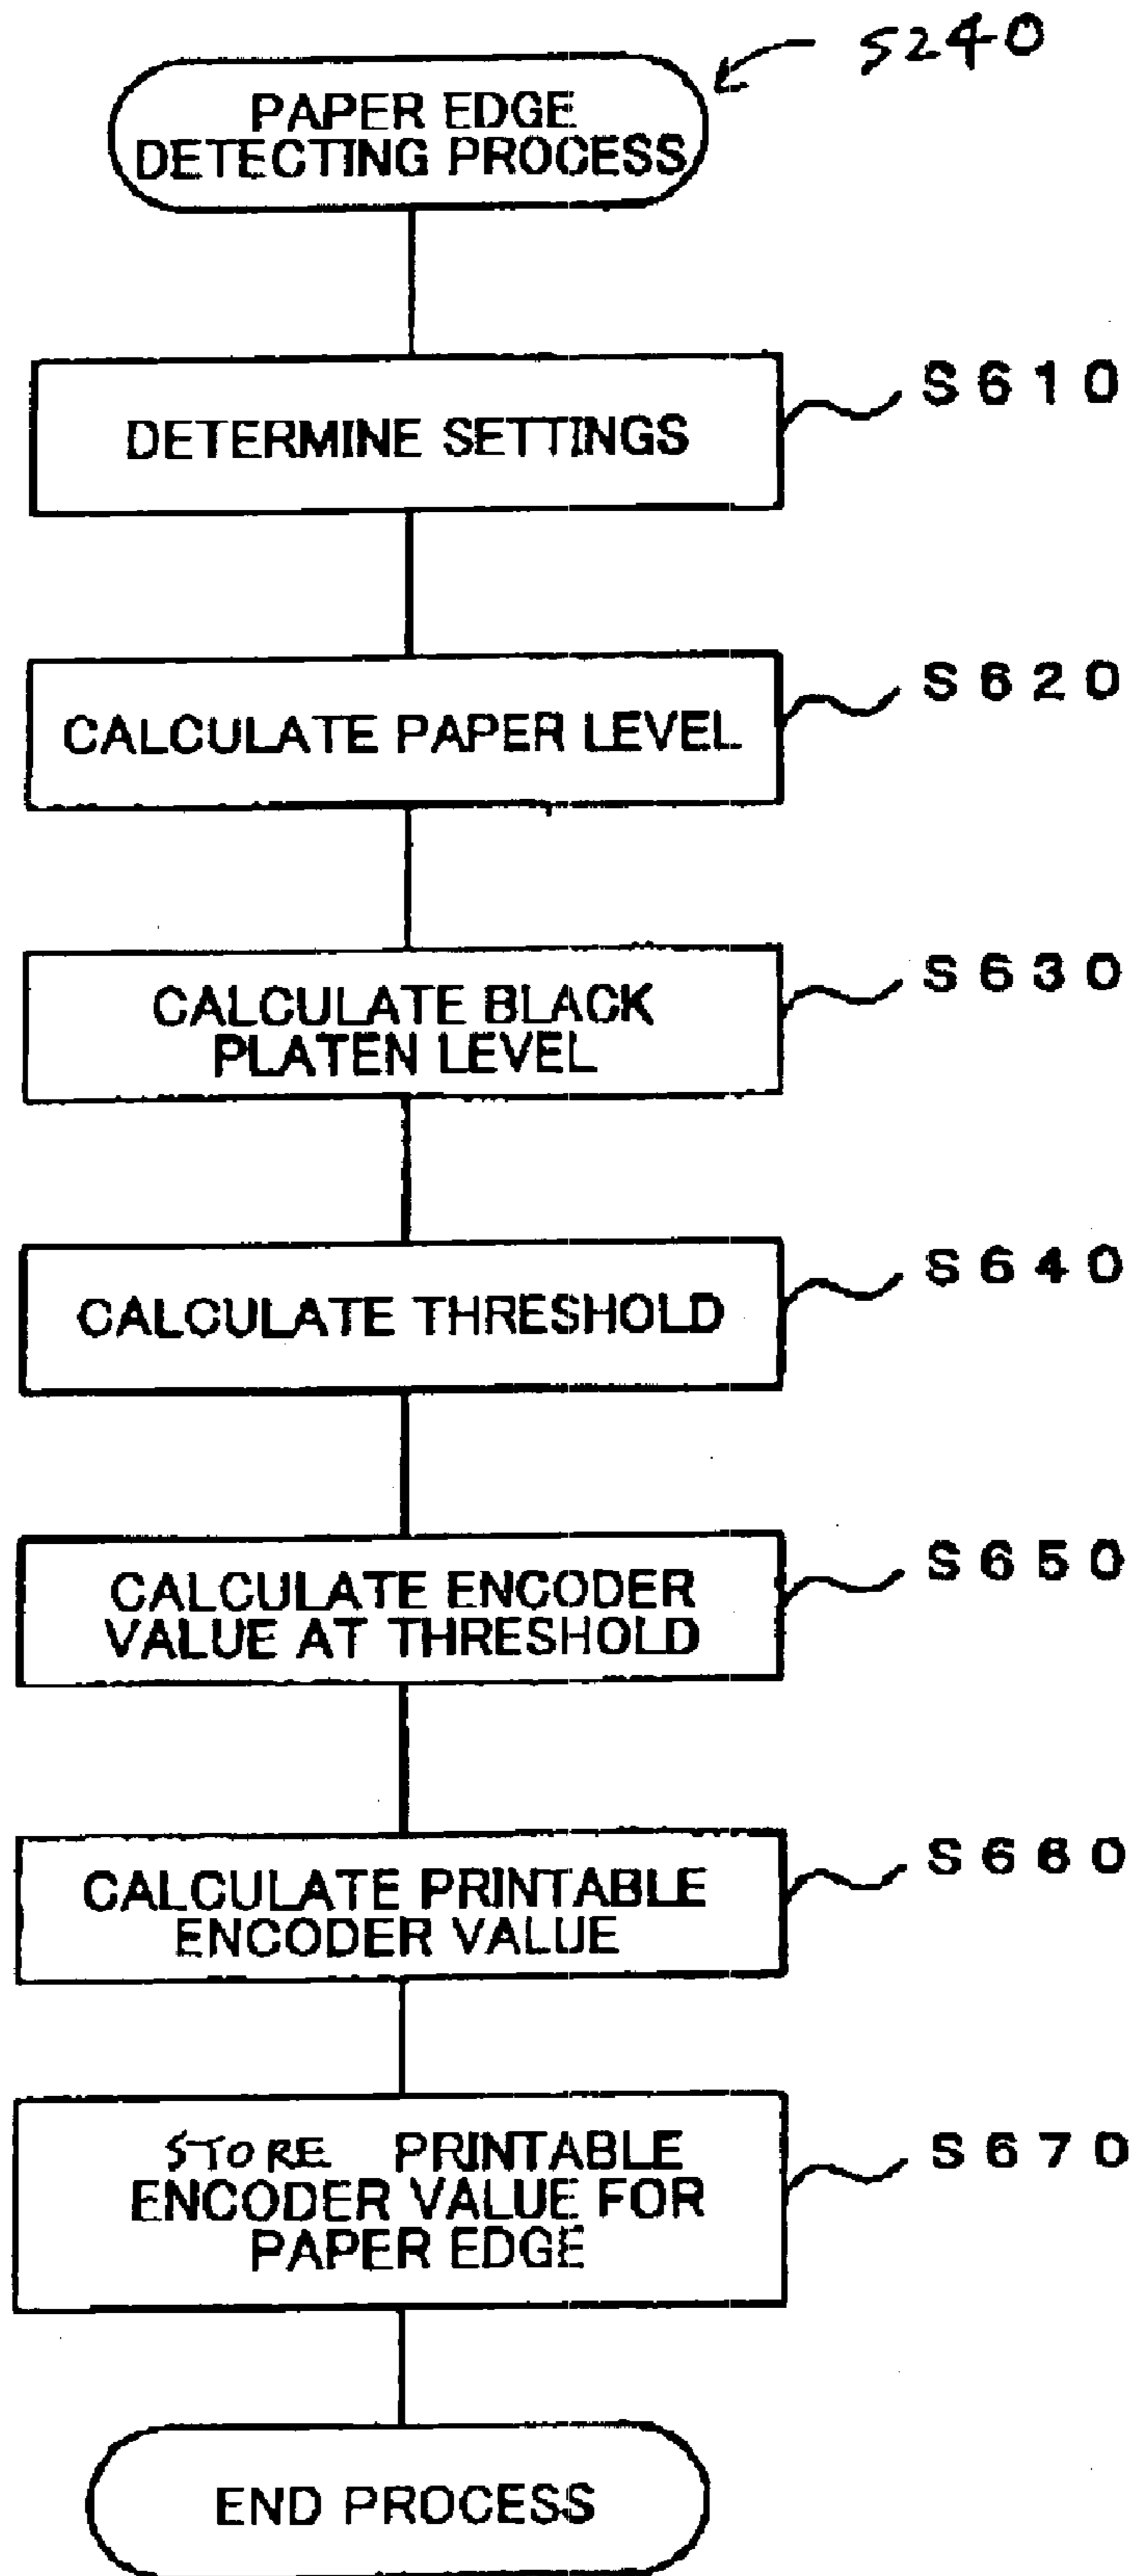 S240
PAPER EDGE
DETECTING PROCESS
DETERMINE SETTINGS
S610
CALCULATE PAPER LEVEL
S620
CALCULATE BLACK
PLATEN LEVEL
S630
CALCULATE THRESHOLD
S640
CALCULATE ENCODER
VALUE AT THRESHOLD
S650
CALCULATE PRINTABLE
ENCODER VALUE
S660
STORE PRINTABLE
ENCODER VALUE FOR
PAPER EDGE
S670
END PROCESS